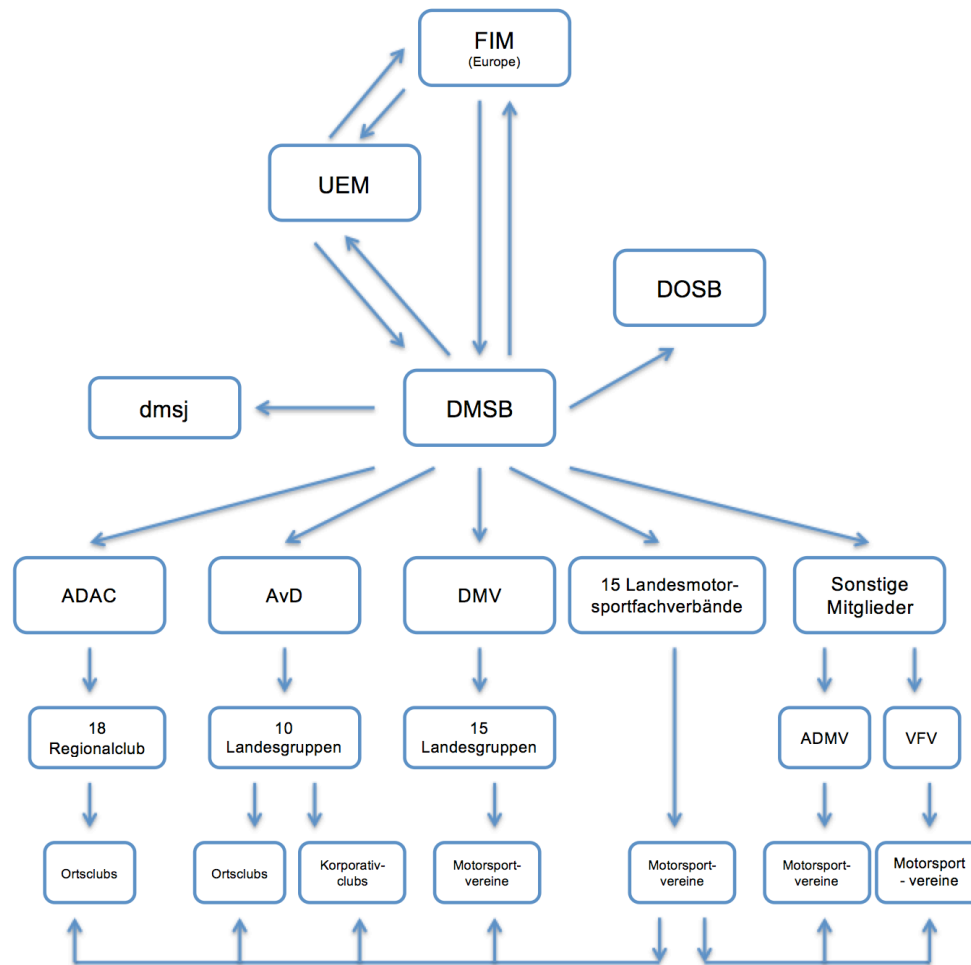 FIM
(Europe)
UEM
DOSB
dmsj
DMSB
ADAC
AvD
DMV
15 Landesmotor-
sportfachverbände
Sonstige
Mitglieder
18
Regionalclub
10
Landesgruppen
15
Landesgruppen
ADMV
VFV
Ortsclubs
Ortsclubs
Korporativ-
clubs
Motorsport-
vereine
Motorsport-
vereine
Motorsport-
vereine
Motorsport
- vereine